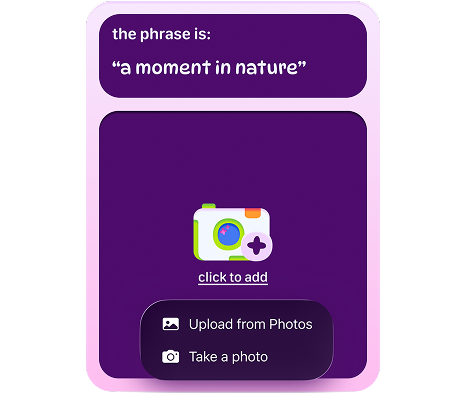 the phrase is:
“a moment in nature”
click to add
Upload from Photos
Take a photo